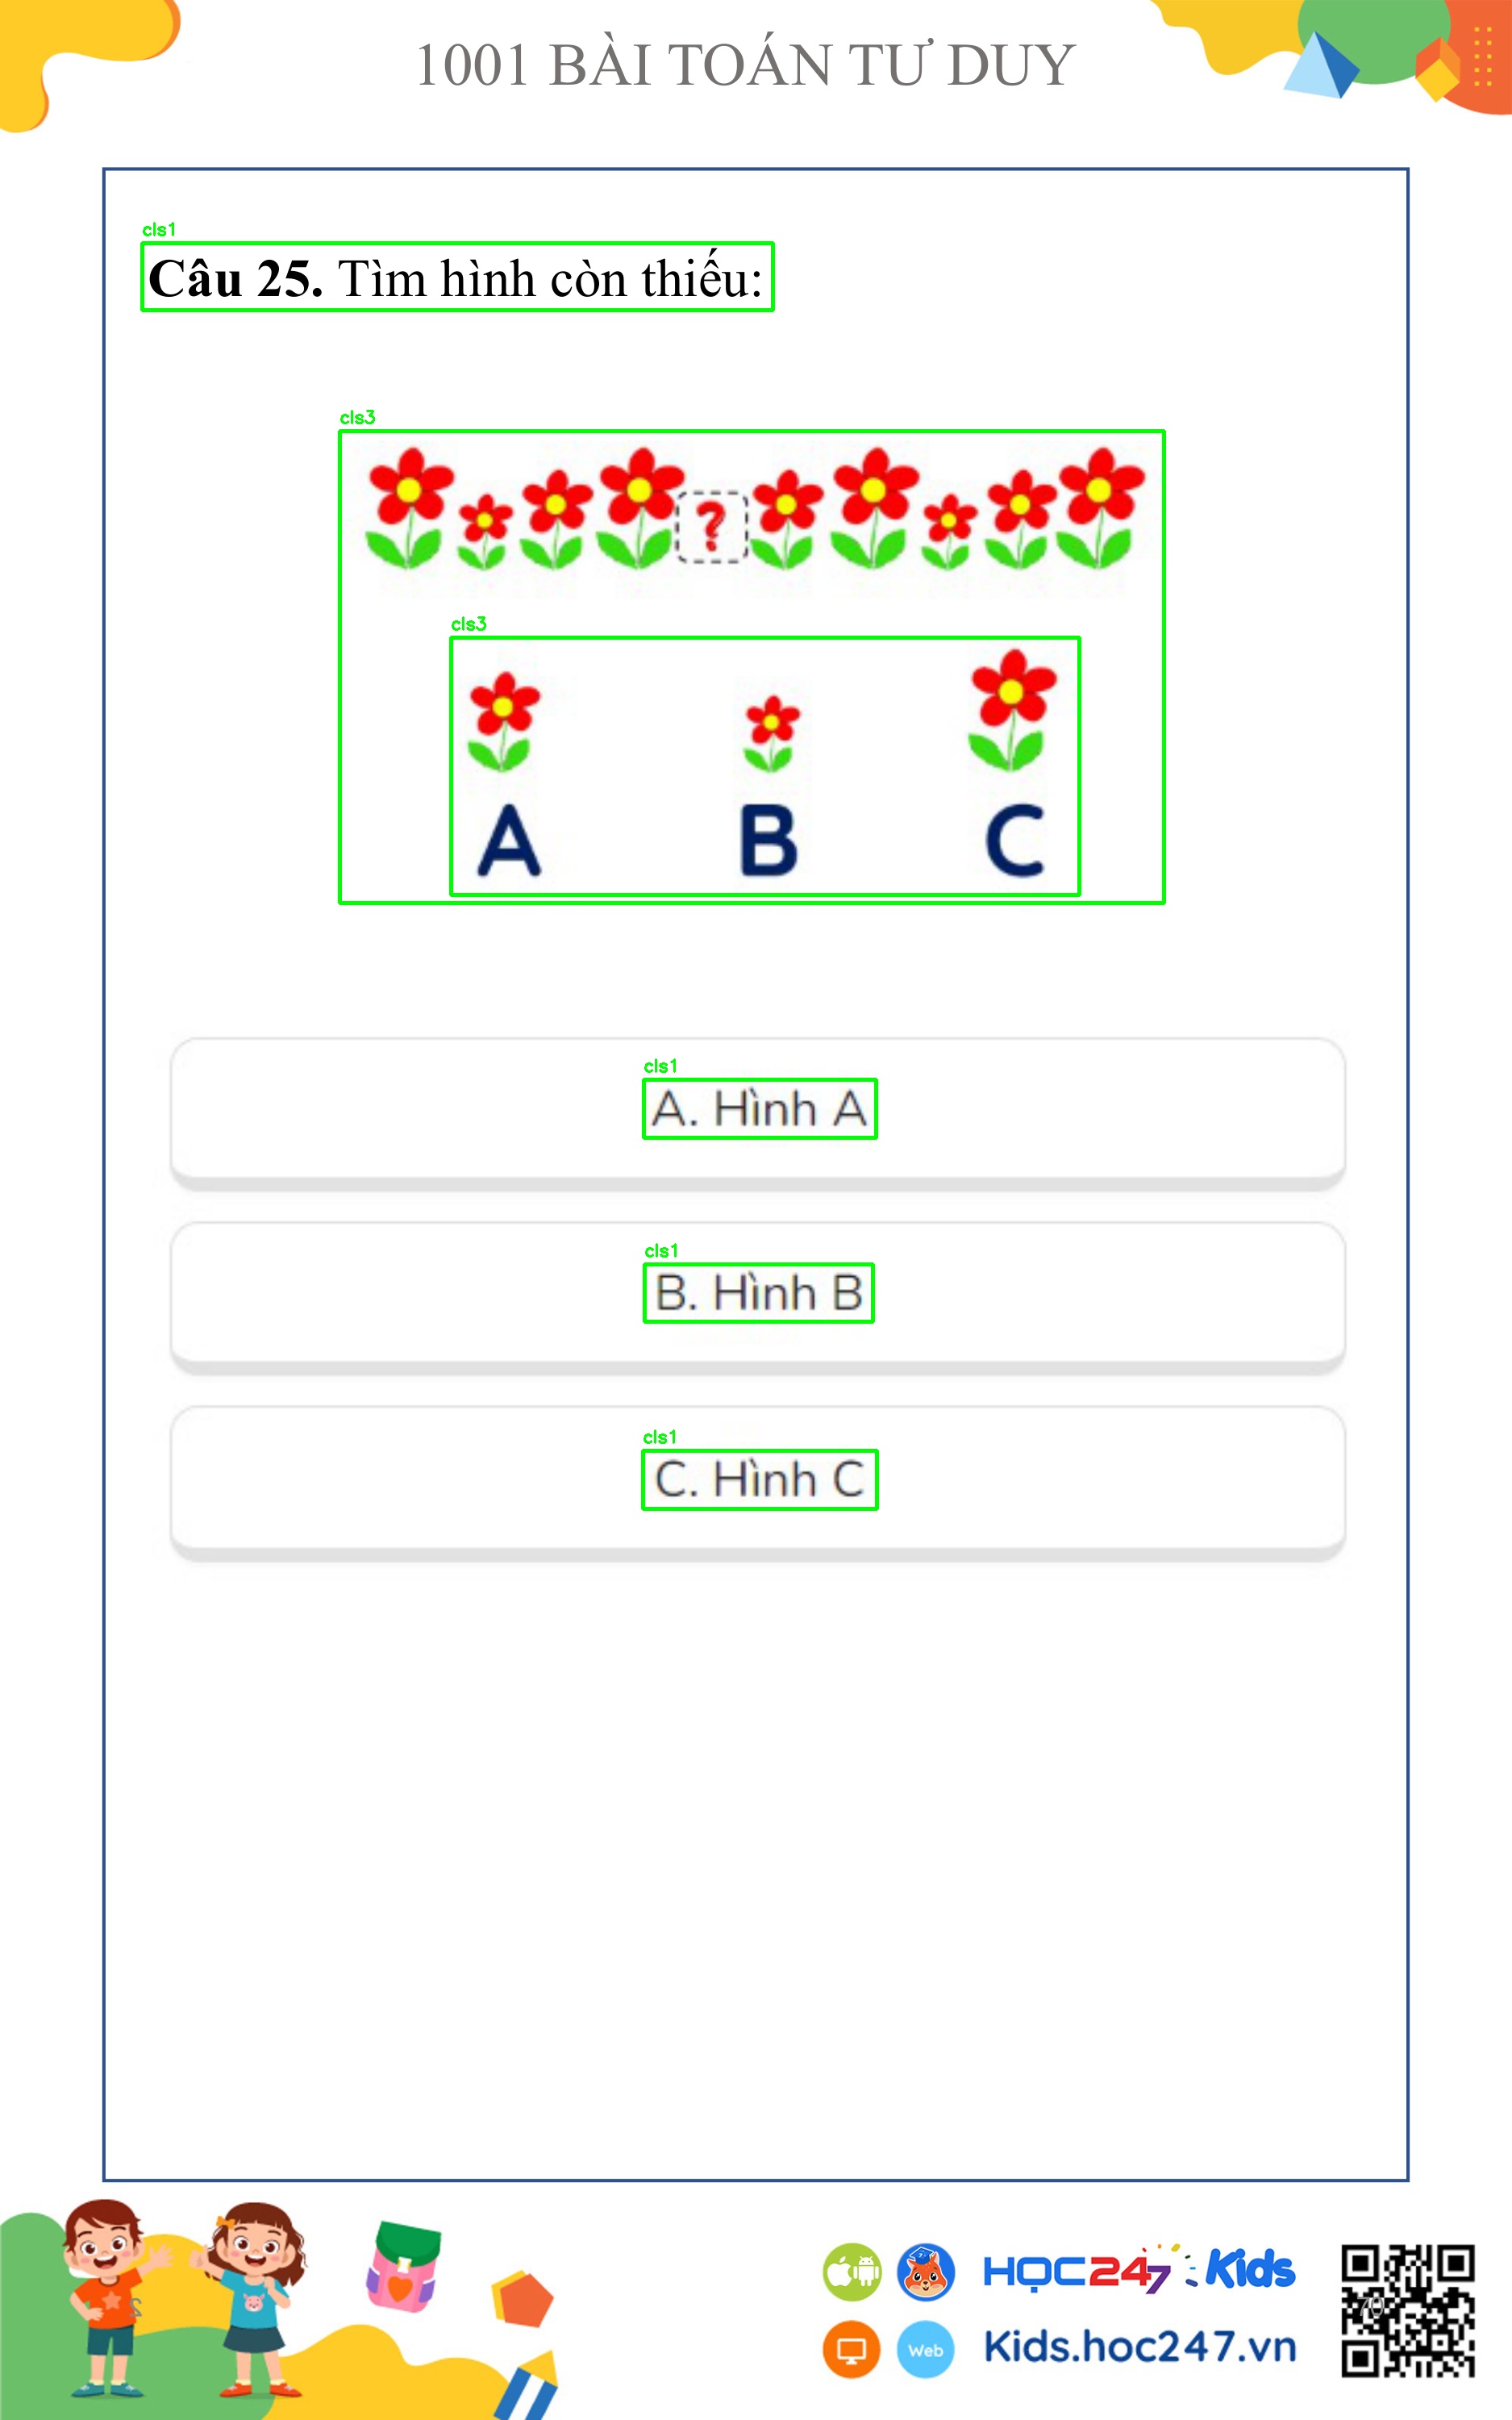 1001 BÀI TOÁN TƯ DUY
cls1
Câu 25. Tìm hình còn thiếu:
cls3
?
cls3
A B C
cls1
A. Hình A
cls1
B. Hình B
cls1
C. Hình C
HỌC247 Kids
Web Kids.hoc247.vn
70